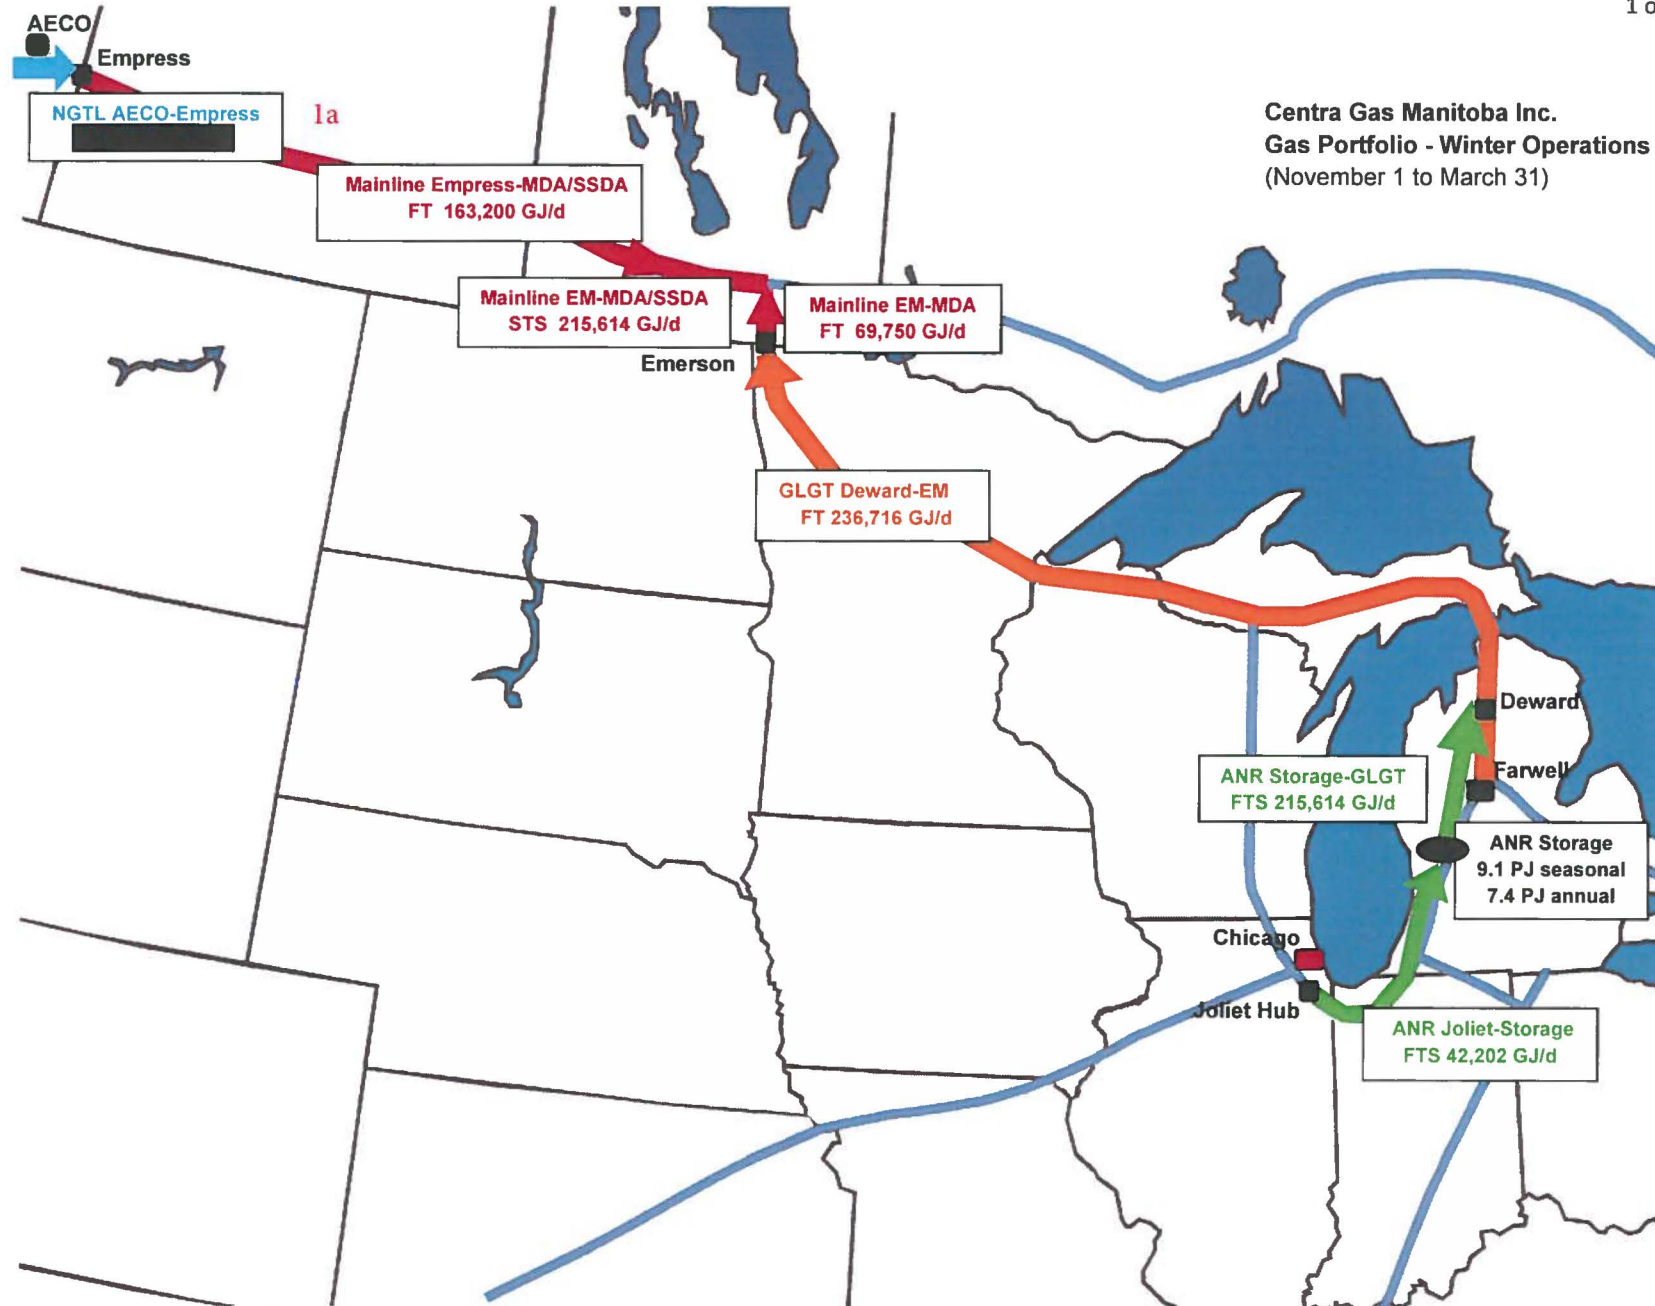 1 o
AECO
Empress
NGTL AECO-Empress
1a
Centra Gas Manitoba Inc.
Gas Portfolio - Winter Operations
(November 1 to March 31)
Mainline Empress-MDA/SSDA
FT 163,200 GJ/d
Mainline EM-MDA/SSDA
STS 215,614 GJ/d
Mainline EM-MDA
FT 69,750 GJ/d
Emerson
GLGT Deward-EM
FT 236,716 GJ/d
Deward
Farwell
ANR Storage-GLGT
FTS 215,614 GJ/d
ANR Storage
9.1 PJ seasonal
7.4 PJ annual
Chicago
Joliet Hub
ANR Joliet-Storage
FTS 42,202 GJ/d